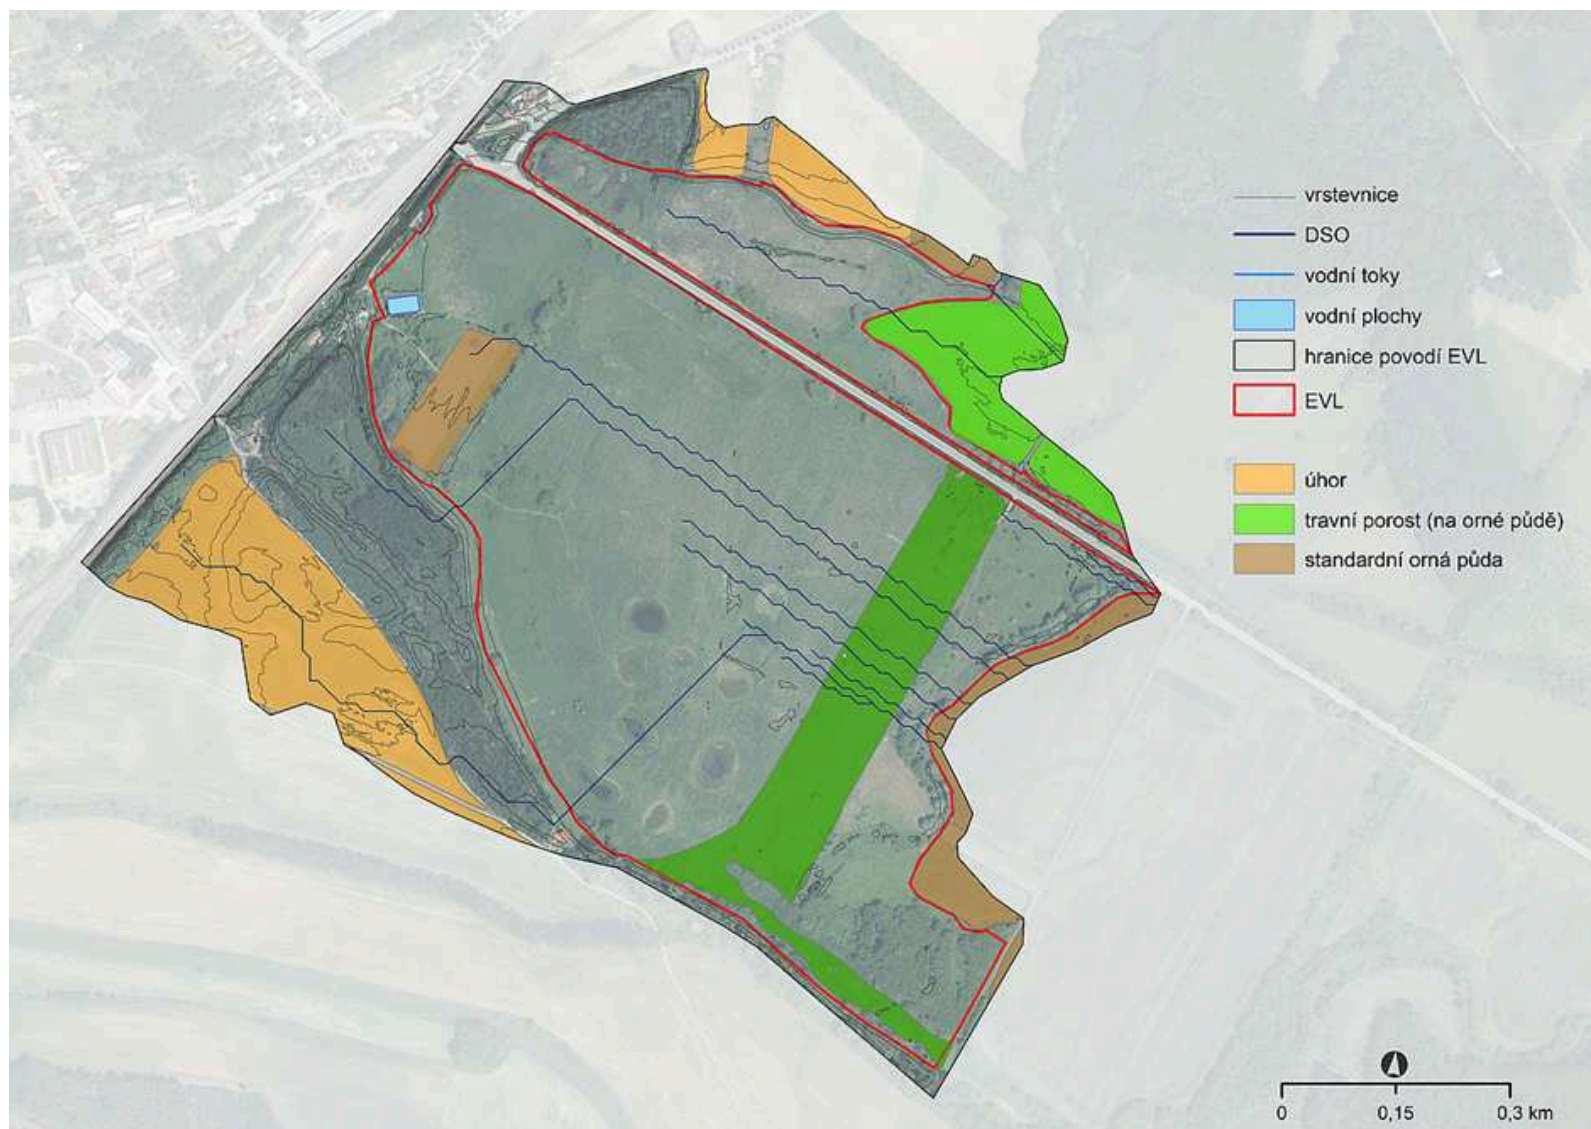 vrstevnice
DSO
vodní toky
vodní plochy
hranice povodí EVL
EVL
úhor
travní porost (na orné půdě)
standardní orná půda
0
0,15
0,3 km